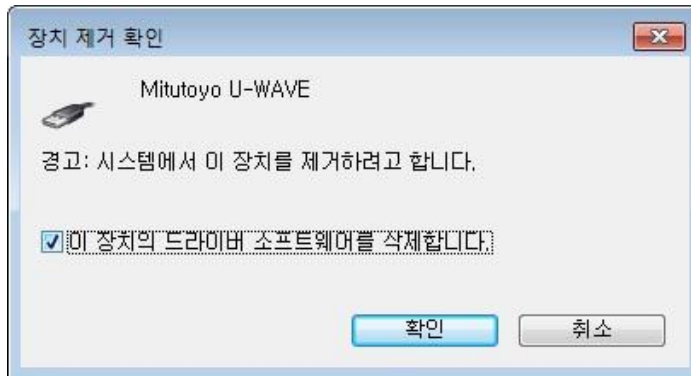 장치 제거 확인
Mitutoyo U-WAVE
경고: 시스템에서 이 장치를 제거하려고 합니다.
이 장치의 드라이버 소프트웨어를 삭제합니다.
확인
취소